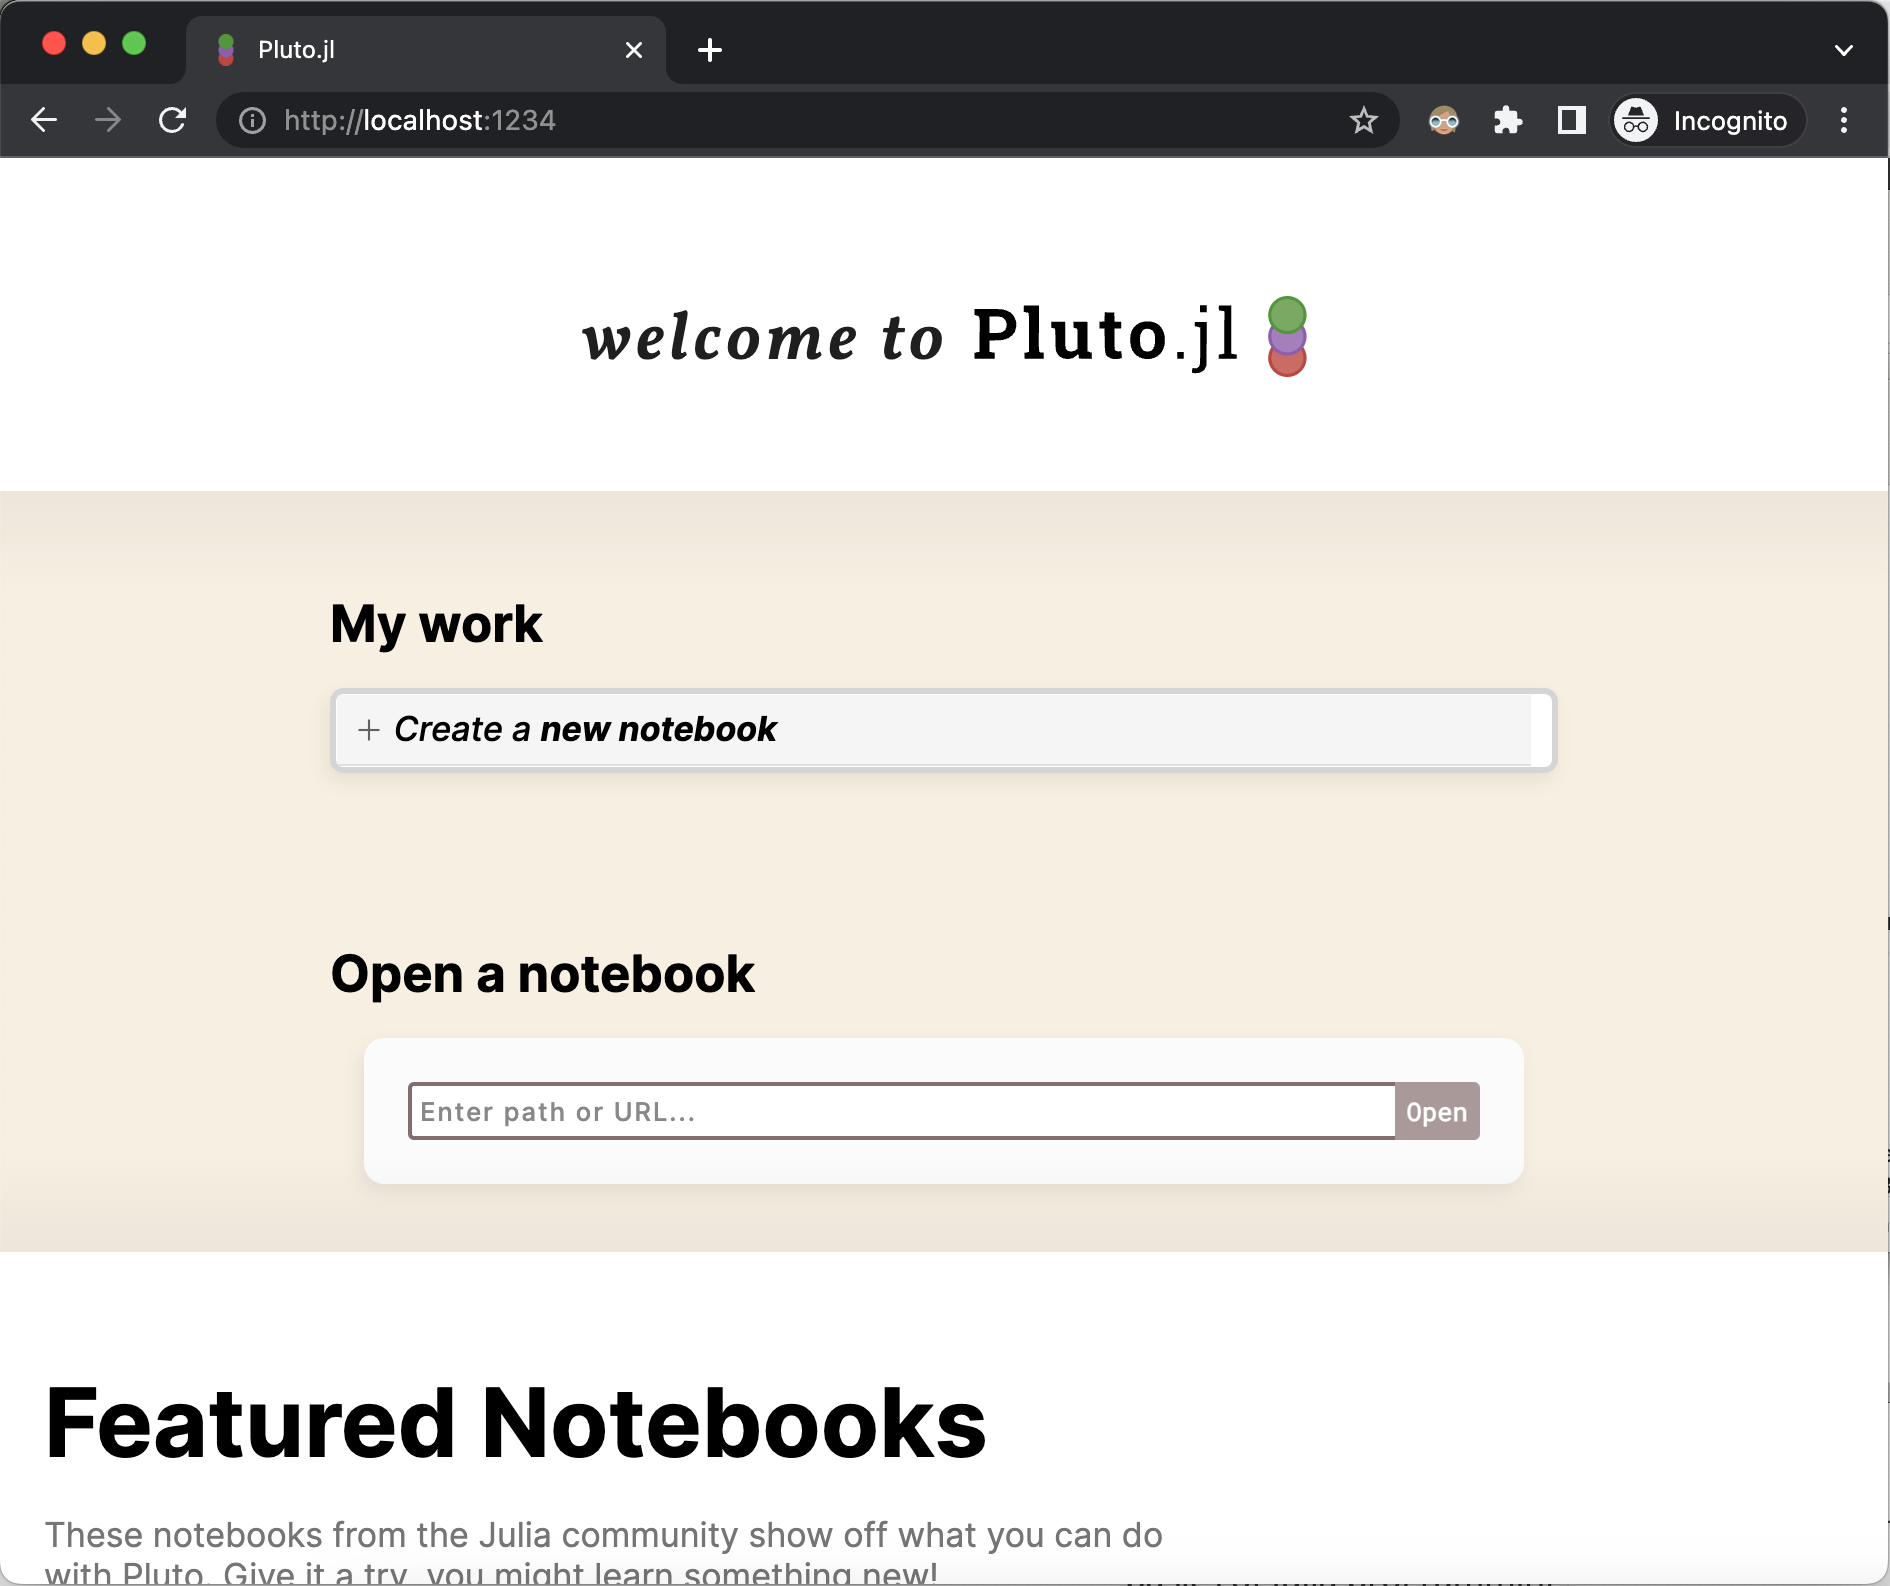 Pluto.jl
http://localhost:1234
Incognito
welcome to Pluto.jl
My work
+ Create a new notebook
Open a notebook
Enter path or URL...
Open
Featured Notebooks
These notebooks from the Julia community show off what you can do
with Pluto. Give it a try, you might learn something new!